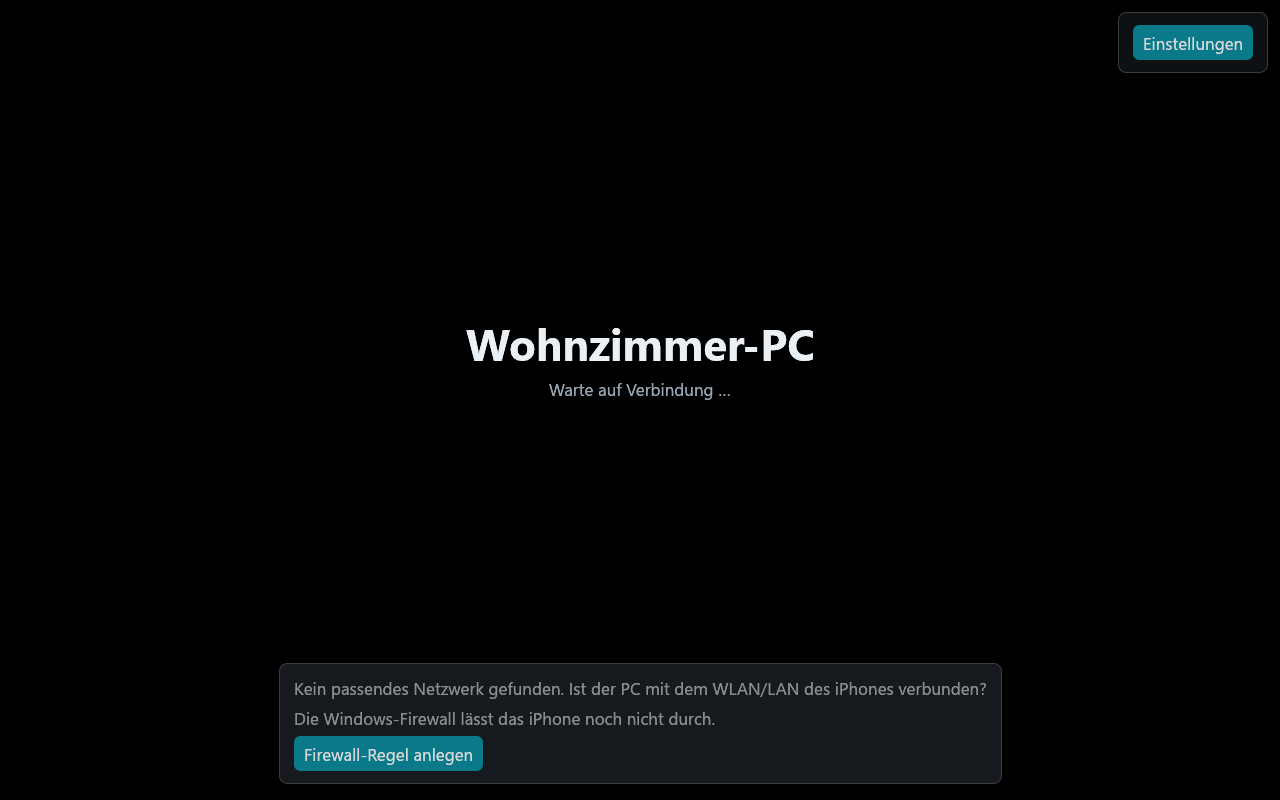 Einstellungen
Wohnzimmer-PC
Warte auf Verbindung ...
Kein passendes Netzwerk gefunden. Ist der PC mit dem WLAN/LAN des iPhones verbunden?
Die Windows-Firewall lässt das iPhone noch nicht durch.
Firewall-Regel anlegen